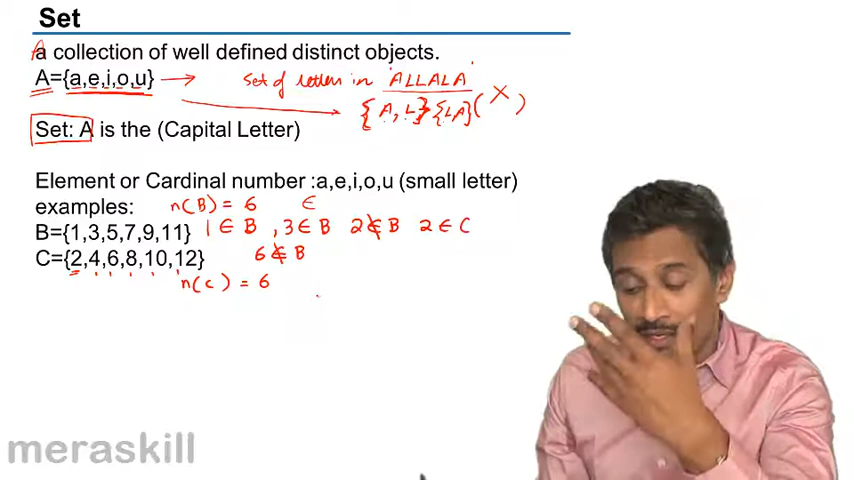 Set
A collection of well defined distinct objects.
A={a,e,i,o,u} → set of letters in ALLALA
{A,L} {LA} (X)
Set: A is the (Capital Letter)
Element or Cardinal number :a,e,i,o,u (small letter)
examples: n(B) = 6 ∈
B={1,3,5,7,9,11} 1 ∈ B , 3 ∈ B 2 ∉ B 2 ∈ C
C={2,4,6,8,10,12} 6 ∉ B
n(c) = 6
meraskill